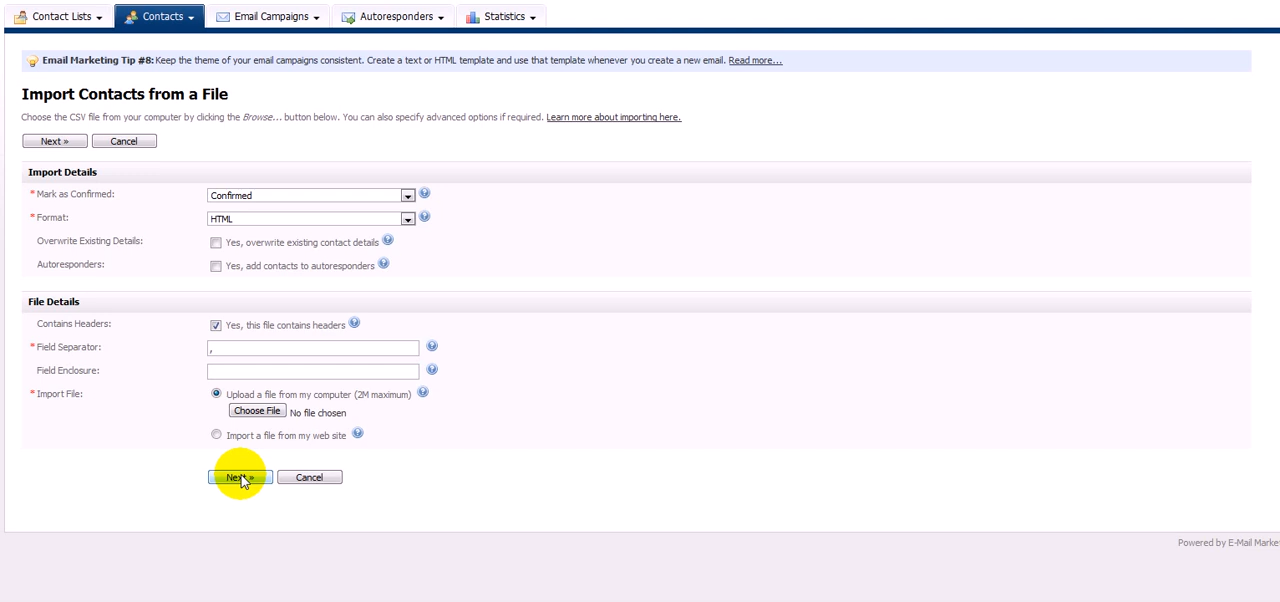 Contact Lists Contacts Email Campaigns Autoresponders Statistics
Email Marketing Tip #8: Keep the theme of your email campaigns consistent. Create a text or HTML template and use that template whenever you create a new email. Read more...
Import Contacts from a File
Choose the CSV file from your computer by clicking the Browse... button below. You can also specify advanced options if required. Learn more about importing here.
Next » Cancel
Import Details
* Mark as Confirmed: Confirmed
* Format: HTML
Overwrite Existing Details: Yes, overwrite existing contact details
Autoresponders: Yes, add contacts to autoresponders
File Details
Contains Headers: Yes, this file contains headers
* Field Separator: ,
Field Enclosure:
* Import File: Upload a file from my computer (2M maximum)
Choose File No file chosen
Import a file from my web site
Next » Cancel
Powered by E-Mail Marke